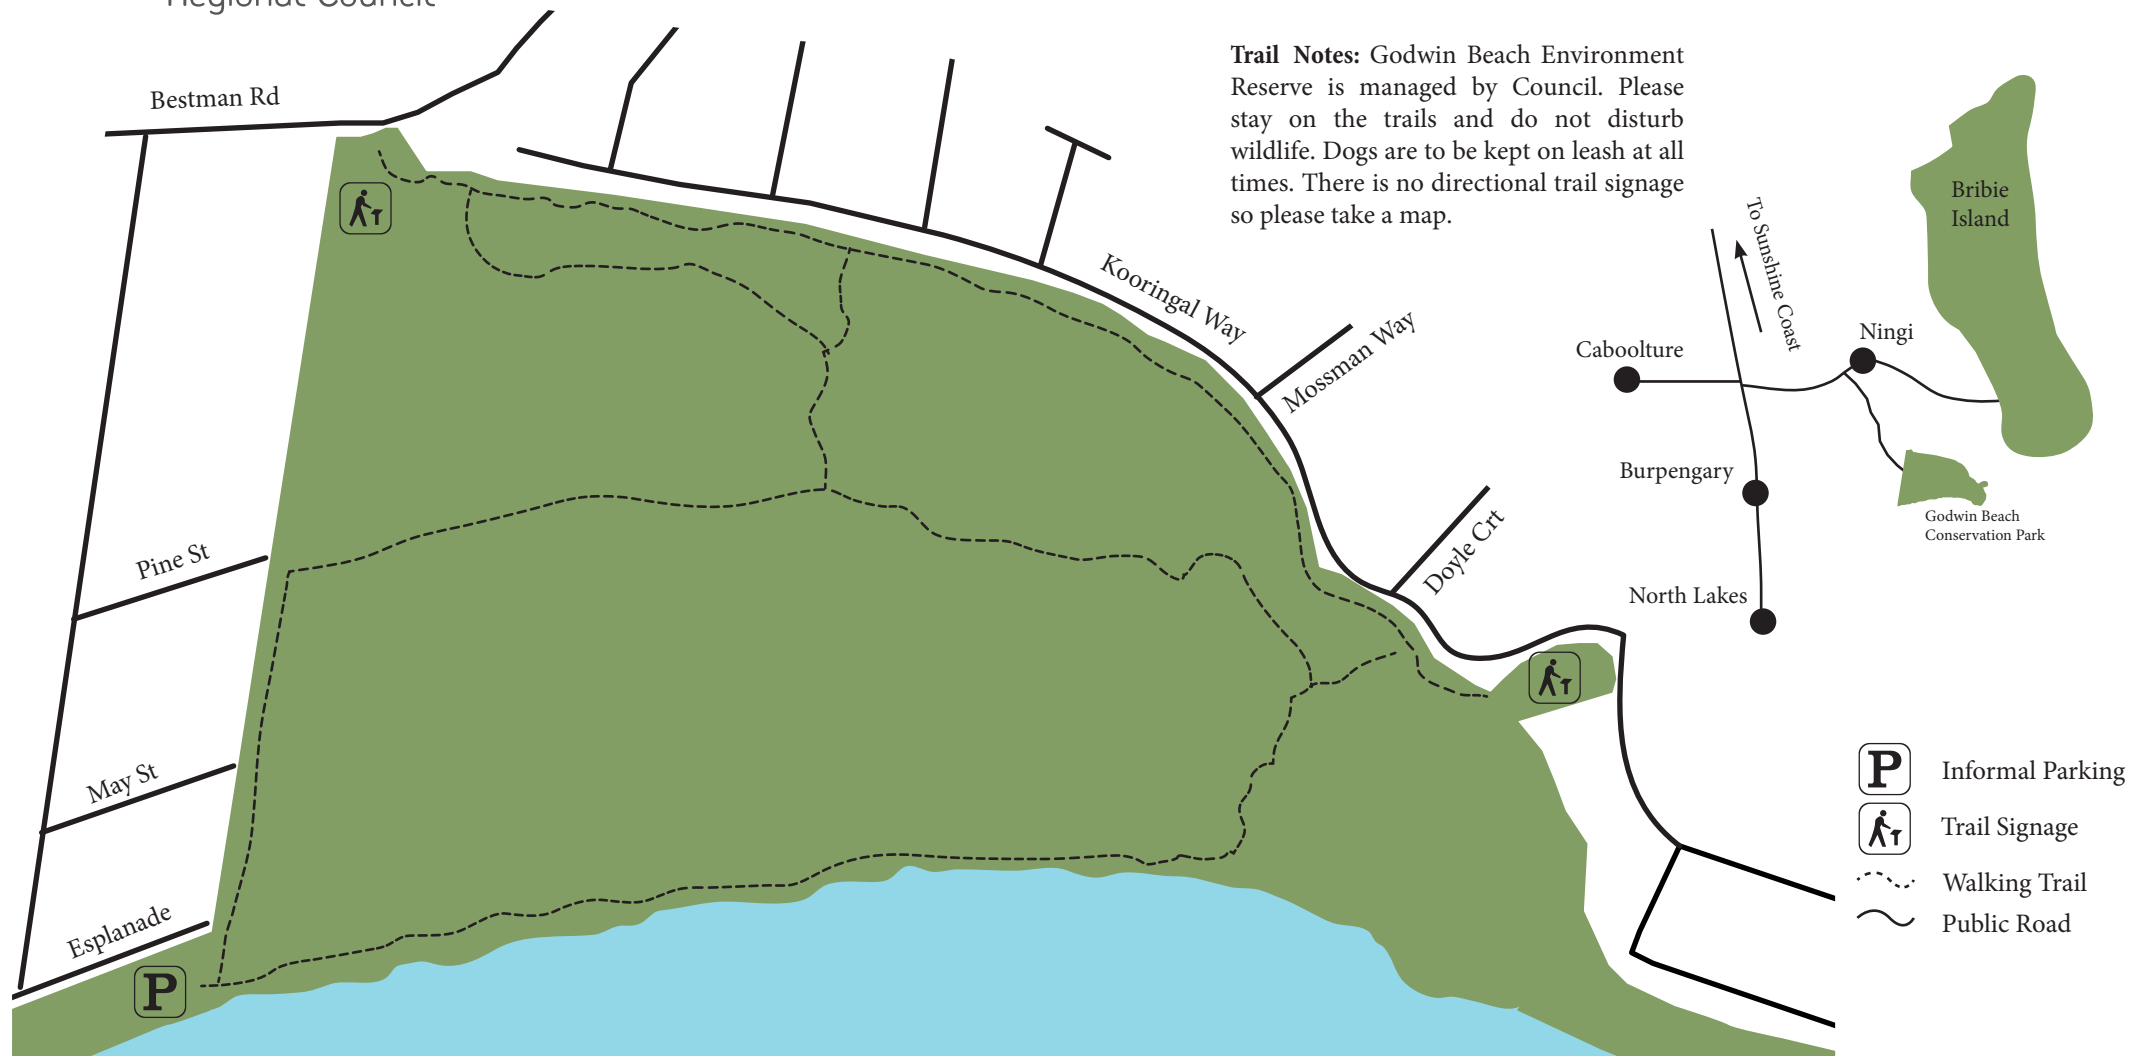 Regional Council
Bestman Rd
Trail Notes: Godwin Beach Environment
Reserve is managed by Council. Please
stay on the trails and do not disturb
wildlife. Dogs are to be kept on leash at all
times. There is no directional trail signage
so please take a map.
Bribie
Island
To Sunshine Coast
Kooringal Way
Mossman Way
Ningi
Caboolture
Burpengary
Godwin Beach
Conservation Park
Doyle Crt
Pine St
North Lakes
May St
Esplanade
P
P
Informal Parking
Trail Signage
Walking Trail
Public Road